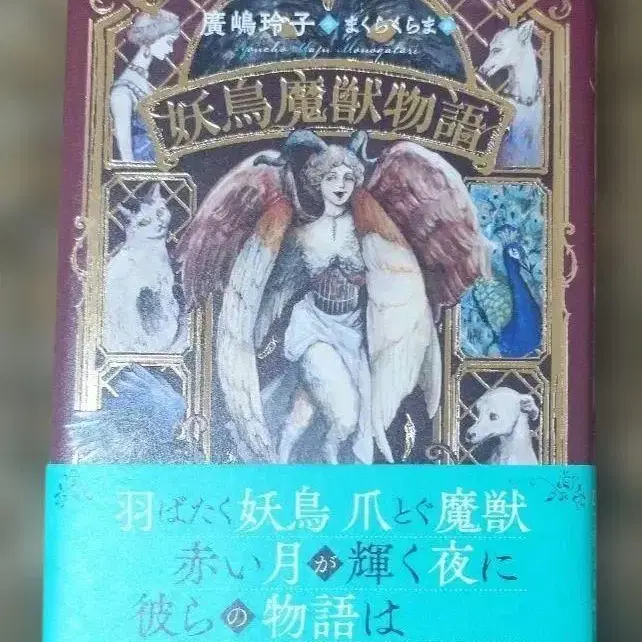 廣嶋玲子◆まくらくらま◆
Youcho Maju Monogatari
妖鳥魔獣物語
羽ばたく妖鳥 爪とぐ魔獣
赤い月が輝く夜に
彼らの物語は